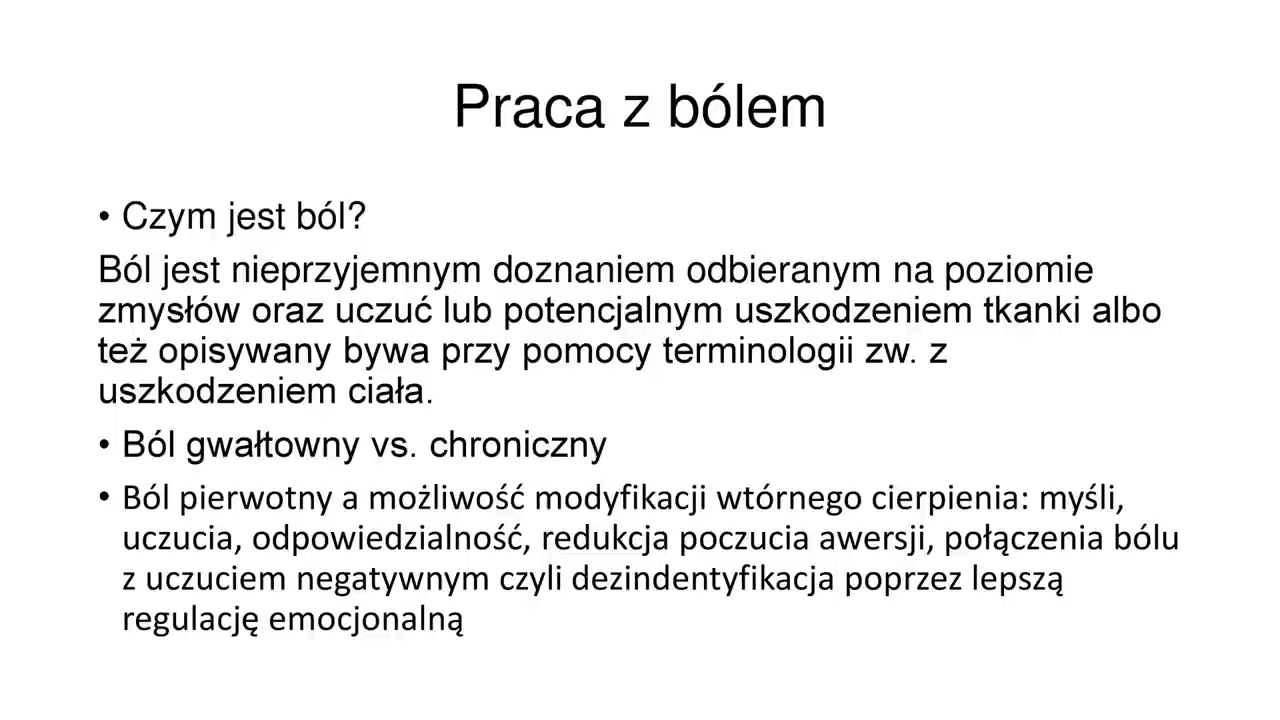 Praca z bólem
• Czym jest ból?
Ból jest nieprzyjemnym doznaniem odbieranym na poziomie
zmysłów oraz uczuć lub potencjalnym uszkodzeniem tkanki albo
też opisywany bywa przy pomocy terminologii zw. z
uszkodzeniem ciała.
• Ból gwałtowny vs. chroniczny
• Ból pierwotny a możliwość modyfikacji wtórnego cierpienia: myśli,
uczucia, odpowiedzialność, redukcja poczucia awersji, połączenia bólu
z uczuciem negatywnym czyli dezindentyfikacja poprzez lepszą
regulację emocjonalną